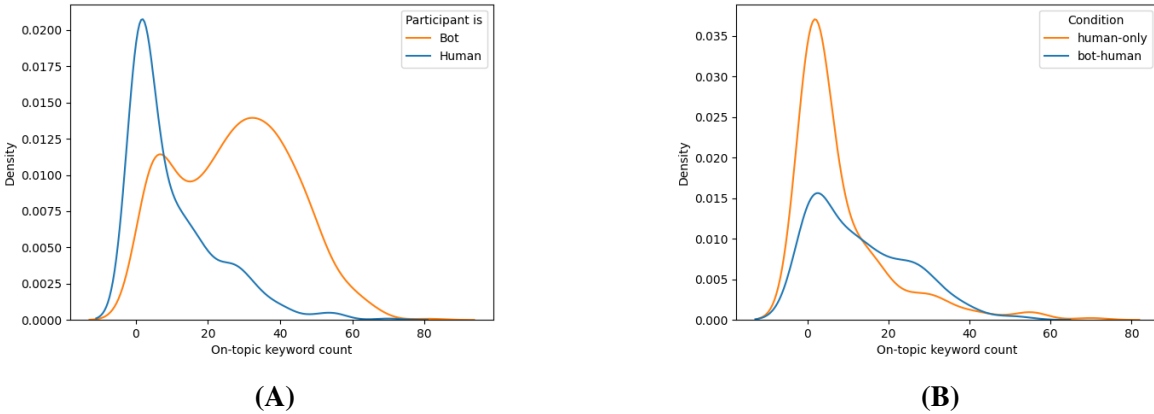 Participant is
Bot
Human
0.0200
0.0175
0.0150
0.0125
0.0100
0.0075
0.0050
0.0025
0.0000
Density
0 20 40 60 80
On-topic keyword count
(A)
Condition
human-only
bot-human
0.035
0.030
0.025
0.020
0.015
0.010
0.005
0.000
Density
0 20 40 60 80
On-topic keyword count
(B)